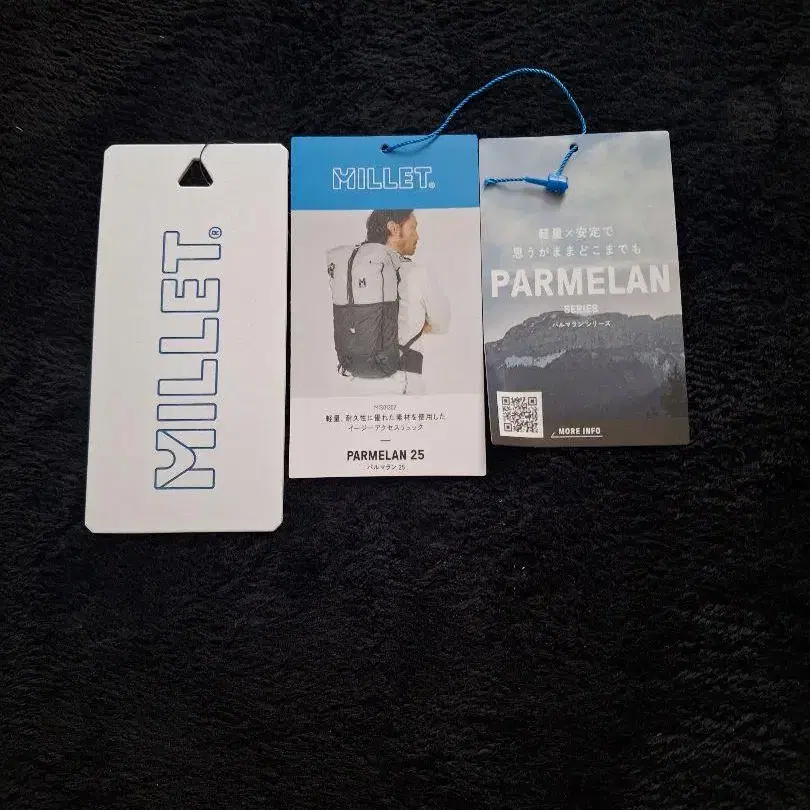 MILLET®
MILLET®
軽量、耐久性に優れた素材を使用した
イージーアクセスリュック
PARMELAN 25
パルマラン 25
軽量×安定で
思うがままどこまでも
PARMELAN
SERIES
パルマランシリーズ
MORE INFO